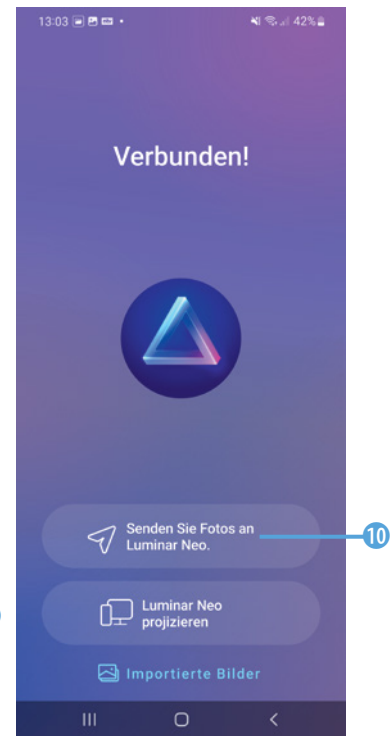 13:03 42%
Verbunden!
Senden Sie Fotos an
Luminar Neo.
10
Luminar Neo
projizieren
Importierte Bilder